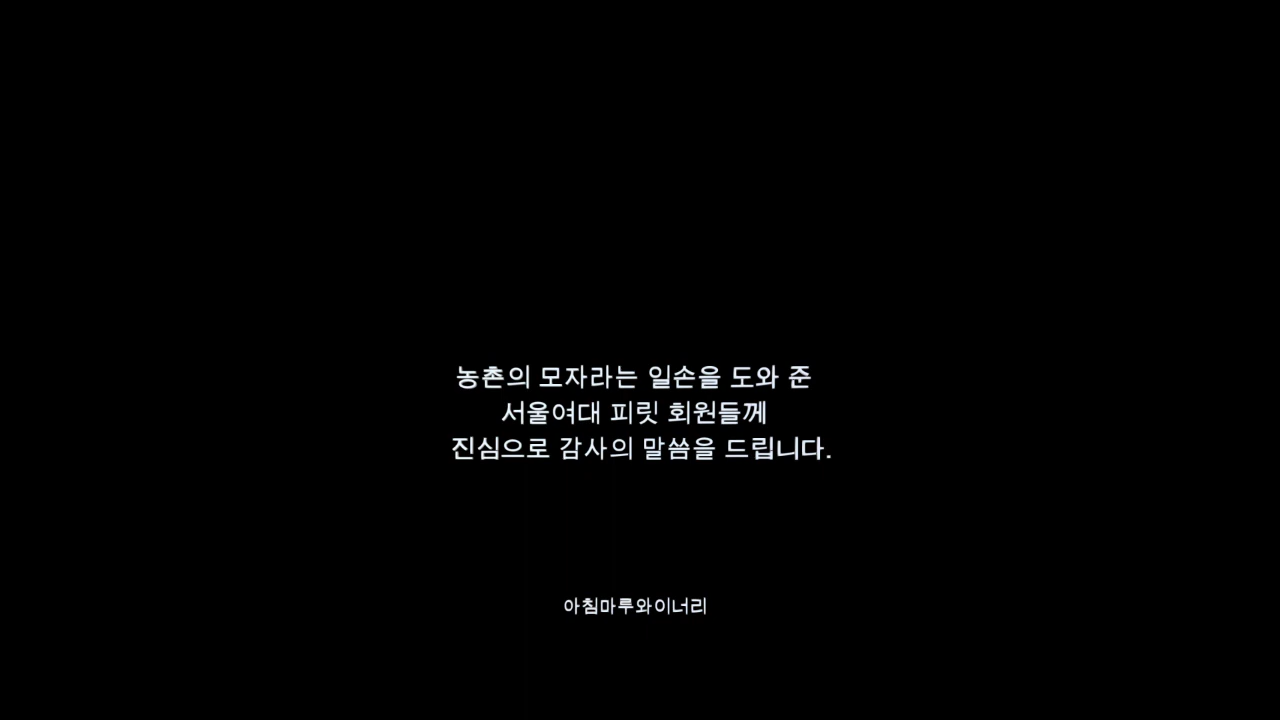 농촌의 모자라는 일손을 도와 준
서울여대 피릿 회원들께
진심으로 감사의 말씀을 드립니다.
아침마루와이너리